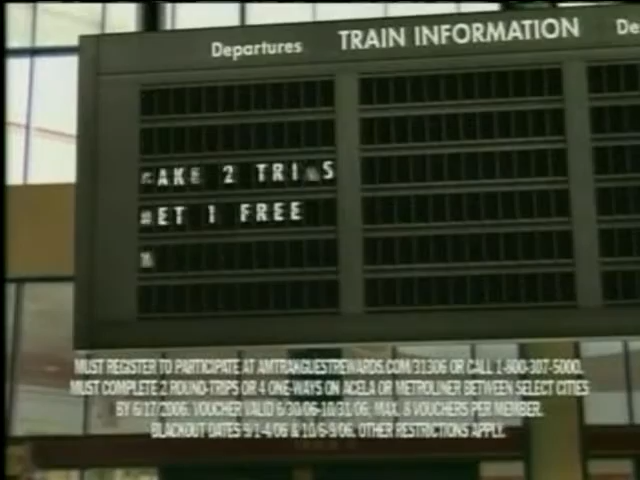 Departures TRAIN INFORMATION De
AKE 2 TRI S
ET 1 FREE
MUST REGISTER TO PARTICIPATE AT AMTRAKGUESTREWARDS.COM/31306 OR CALL 1-800-307-5000.
MUST COMPLETE 2 ROUND-TRIPS OR 4 ONE-WAYS ON ACELA OR METROLINER BETWEEN SELECT CITIES
BY 6/17/2006. VOUCHER VALID 6/30/06-10/31/06, MAX. 8 VOUCHERS PER MEMBER.
BLACKOUT DATES 9/1-4/06 & 10/6-9/06. OTHER RESTRICTIONS APPLY.